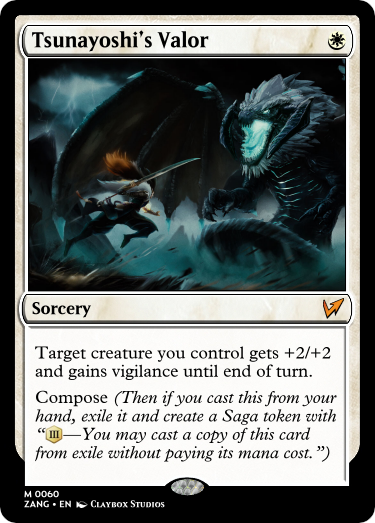 Tsunayoshi's Valor
Sorcery
Target creature you control gets +2/+2
and gains vigilance until end of turn.
Compose (Then if you cast this from your
hand, exile it and create a Saga token with
“III—You may cast a copy of this card
from exile without paying its mana cost.”)
M 0060
ZANG • EN Claybox Studios